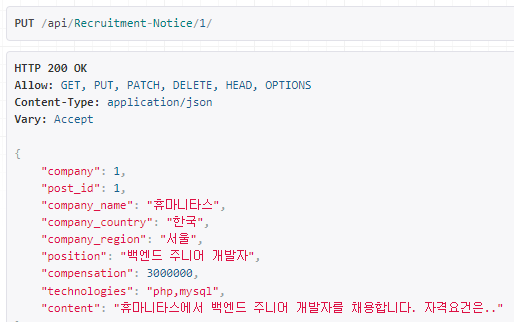 PUT /api/Recruitment-Notice/1/
HTTP 200 OK
Allow: GET, PUT, PATCH, DELETE, HEAD, OPTIONS
Content-Type: application/json
Vary: Accept
{
"company": 1,
"post_id": 1,
"company_name": "휴마니타스",
"company_country": "한국",
"company_region": "서울",
"position": "백엔드 주니어 개발자",
"compensation": 3000000,
"technologies": "php,mysql",
"content": "휴마니타스에서 백엔드 주니어 개발자를 채용합니다. 자격요건은.."